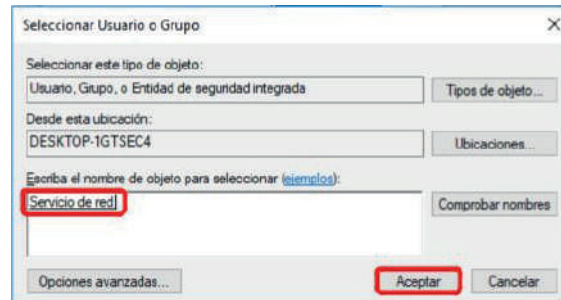 Seleccionar Usuario o Grupo
Seleccionar este tipo de objeto:
Usuario, Grupo, o Entidad de seguridad integrada
Tipos de objeto...
Desde esta ubicación:
DESKTOP-1GTSEC4
Ubicaciones...
Escriba el nombre de objeto para seleccionar (ejemplos):
Servicio de red
Comprobar nombres
Opciones avanzadas...
Aceptar
Cancelar